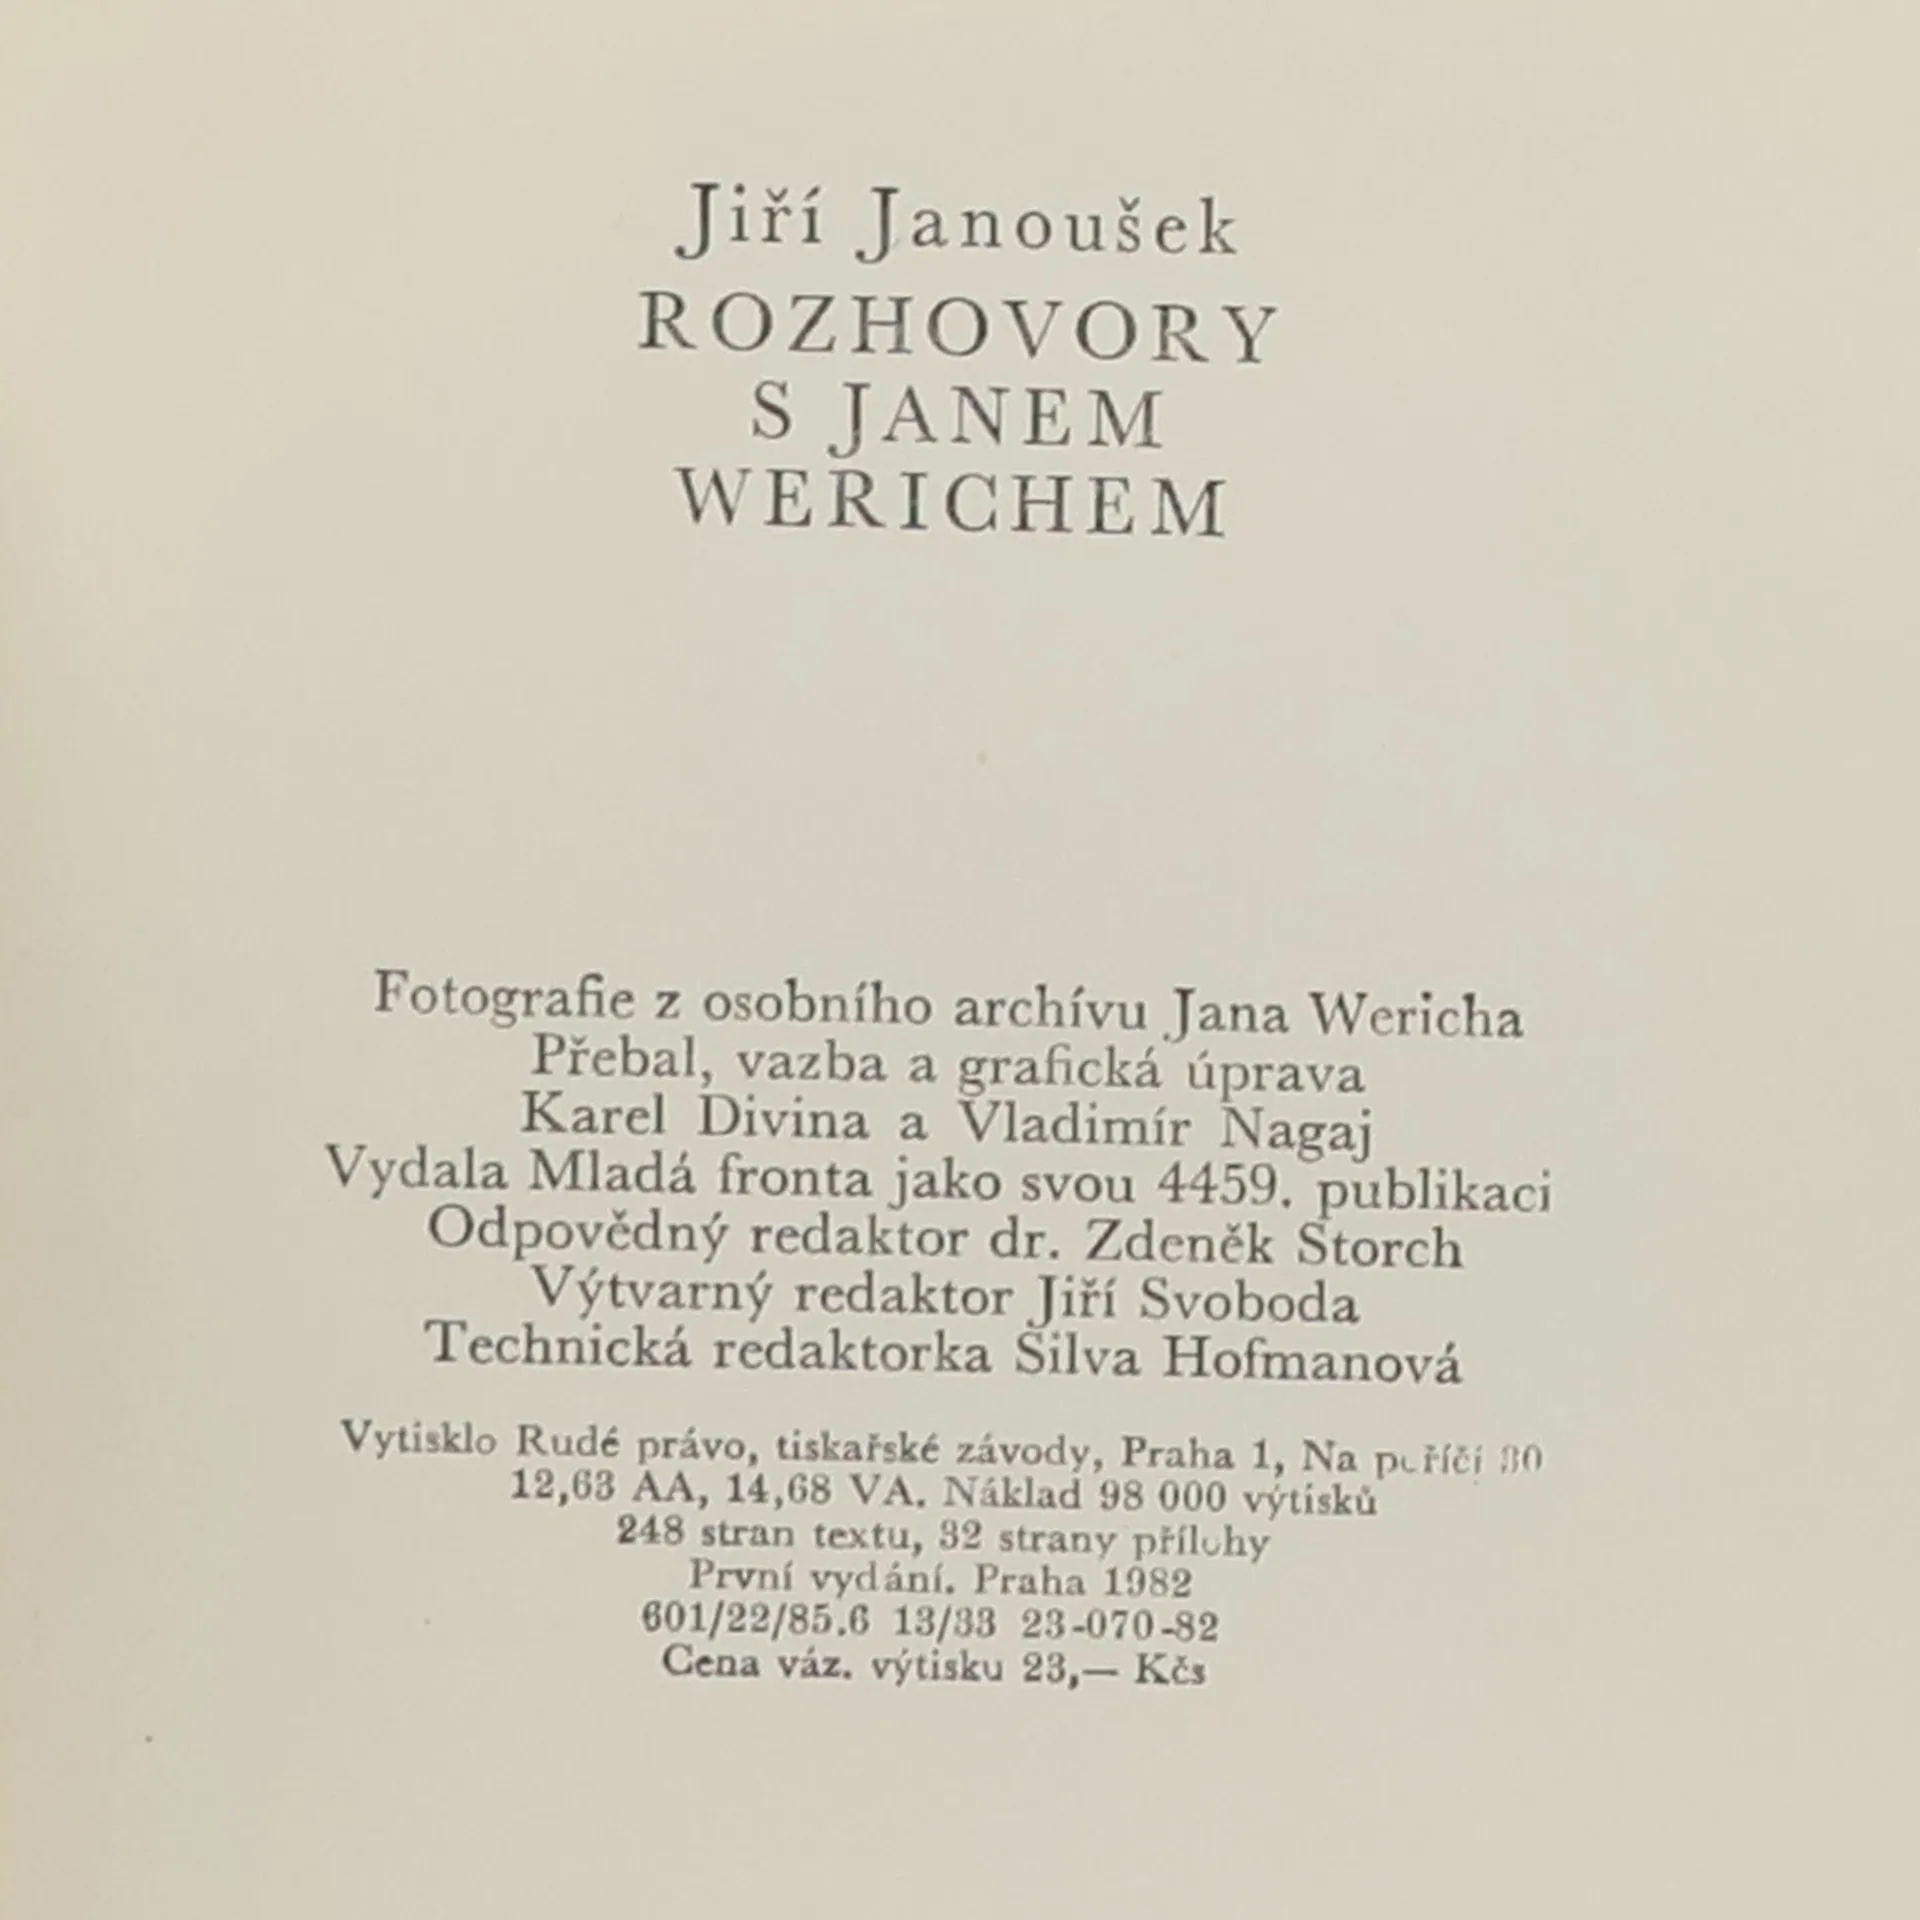 Jiří Janoušek
ROZHOVORY
S JANEM
WERICHEM
Fotografie z osobního archívu Jana Wericha
Přebal, vazba a grafická úprava
Karel Divina a Vladimír Nagaj
Vydala Mladá fronta jako svou 4459. publikaci
Odpovědný redaktor dr. Zdeněk Storch
Výtvarný redaktor Jiří Svoboda
Technická redaktorka Silva Hofmanová
Vytisklo Rudé právo, tiskařské závody, Praha 1, Na poříčí 30
12,63 AA, 14,68 VA. Náklad 98 000 výtisků
248 stran textu, 32 strany přílohy
První vydání. Praha 1982
601/22/85.6 13/33 23-070-82
Cena váz. výtisku 23,— Kčs